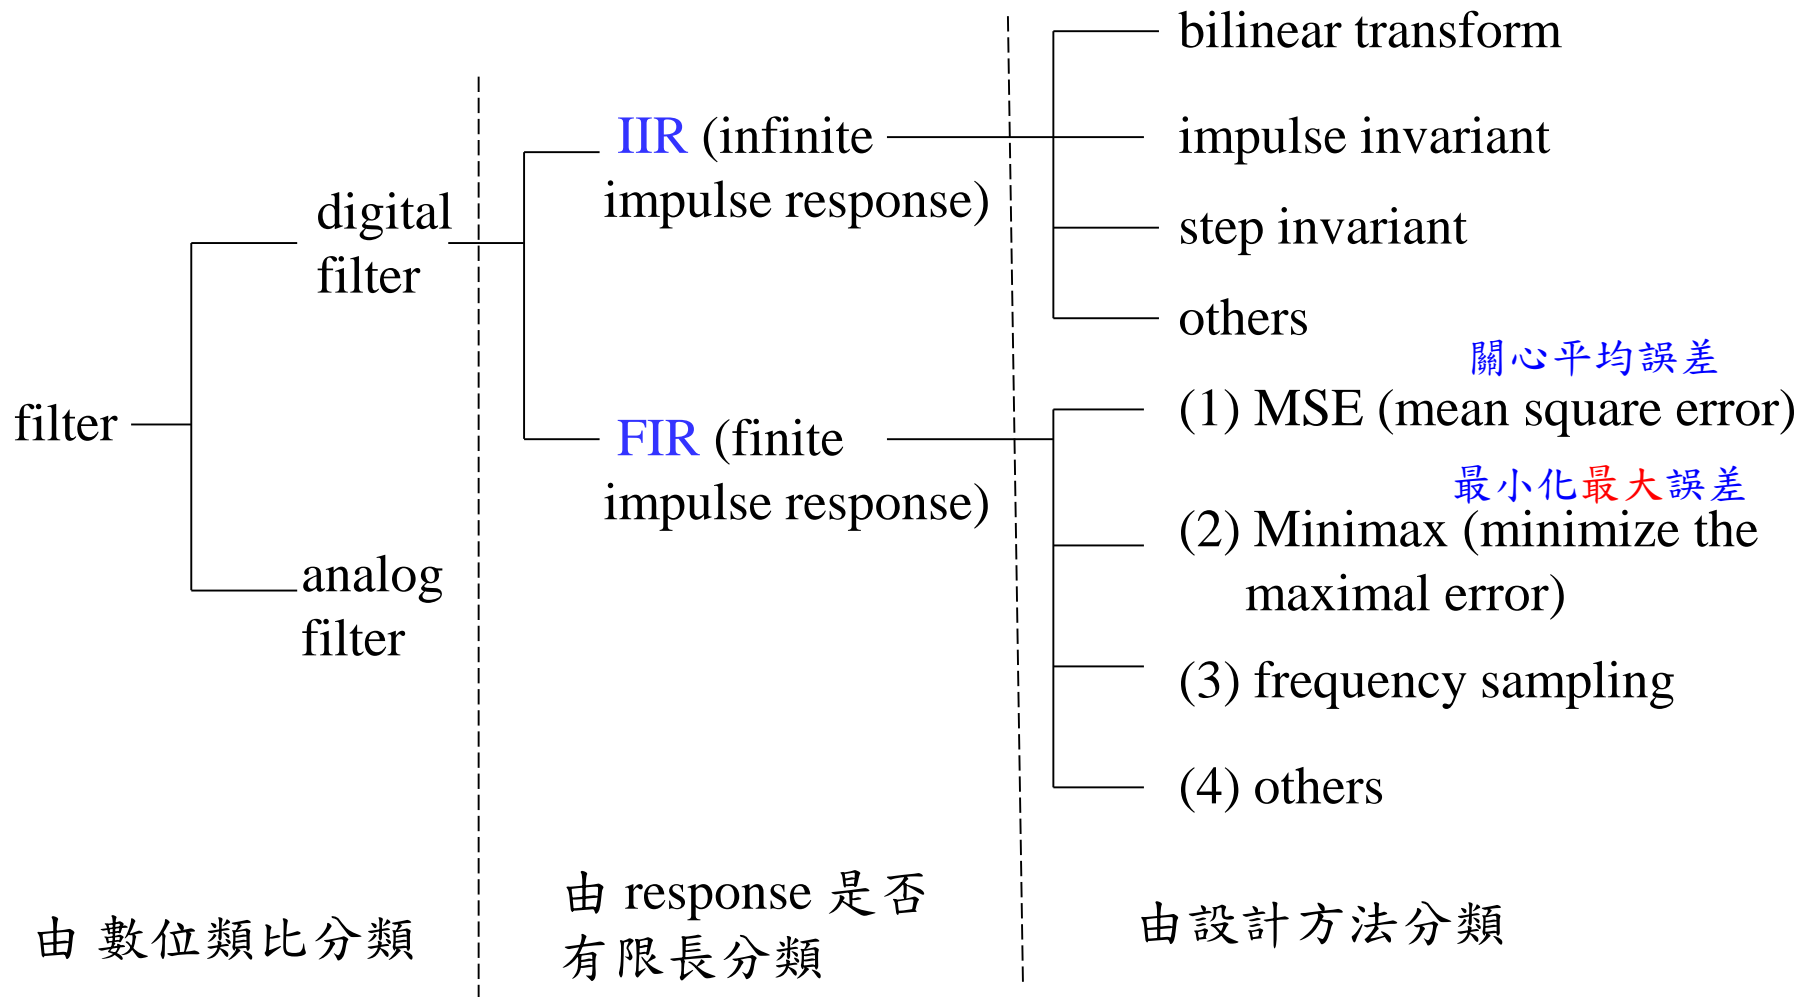 filter
digital
filter
analog
filter
由 數位類比分類
IIR (infinite
impulse response)
FIR (finite
impulse response)
由 response 是否
有限長分類
bilinear transform
impulse invariant
step invariant
others
關心平均誤差
(1) MSE (mean square error)
最小化最大誤差
(2) Minimax (minimize the
maximal error)
(3) frequency sampling
(4) others
由設計方法分類